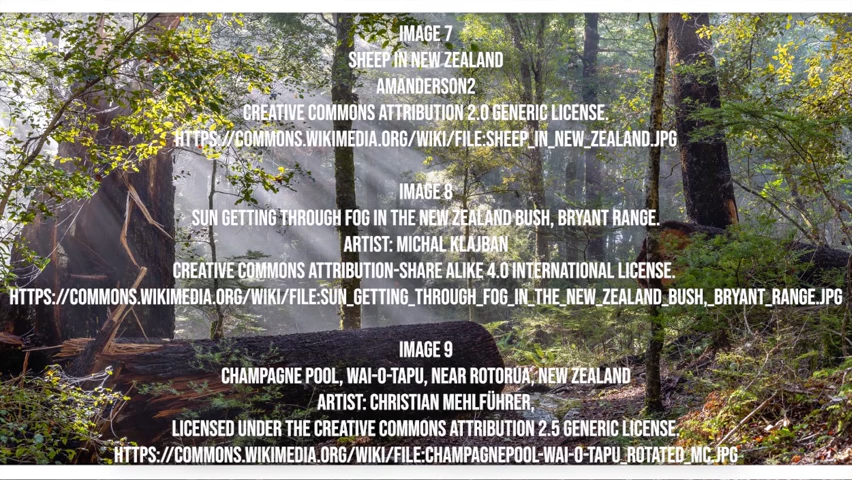 IMAGE 7
SHEEP IN NEW ZEALAND
AMANDERSON2
CREATIVE COMMONS ATTRIBUTION 2.0 GENERIC LICENSE.
HTTPS://COMMONS.WIKIMEDIA.ORG/WIKI/FILE:SHEEP_IN_NEW_ZEALAND.JPG
IMAGE 8
SUN GETTING THROUGH FOG IN THE NEW ZEALAND BUSH, BRYANT RANGE.
ARTIST: MICHAL KLAJBAN
CREATIVE COMMONS ATTRIBUTION-SHARE ALIKE 4.0 INTERNATIONAL LICENSE.
HTTPS://COMMONS.WIKIMEDIA.ORG/WIKI/FILE:SUN_GETTING_THROUGH_FOG_IN_THE_NEW_ZEALAND_BUSH,_BRYANT_RANGE.JPG
IMAGE 9
CHAMPAGNE POOL, WAI-O-TAPU, NEAR ROTORUA, NEW ZEALAND
ARTIST: CHRISTIAN MEHLFÜHRER,
LICENSED UNDER THE CREATIVE COMMONS ATTRIBUTION 2.5 GENERIC LICENSE.
HTTPS://COMMONS.WIKIMEDIA.ORG/WIKI/FILE:CHAMPAGNEPOOL-WAI-O-TAPU_ROTATED_MC.JPG